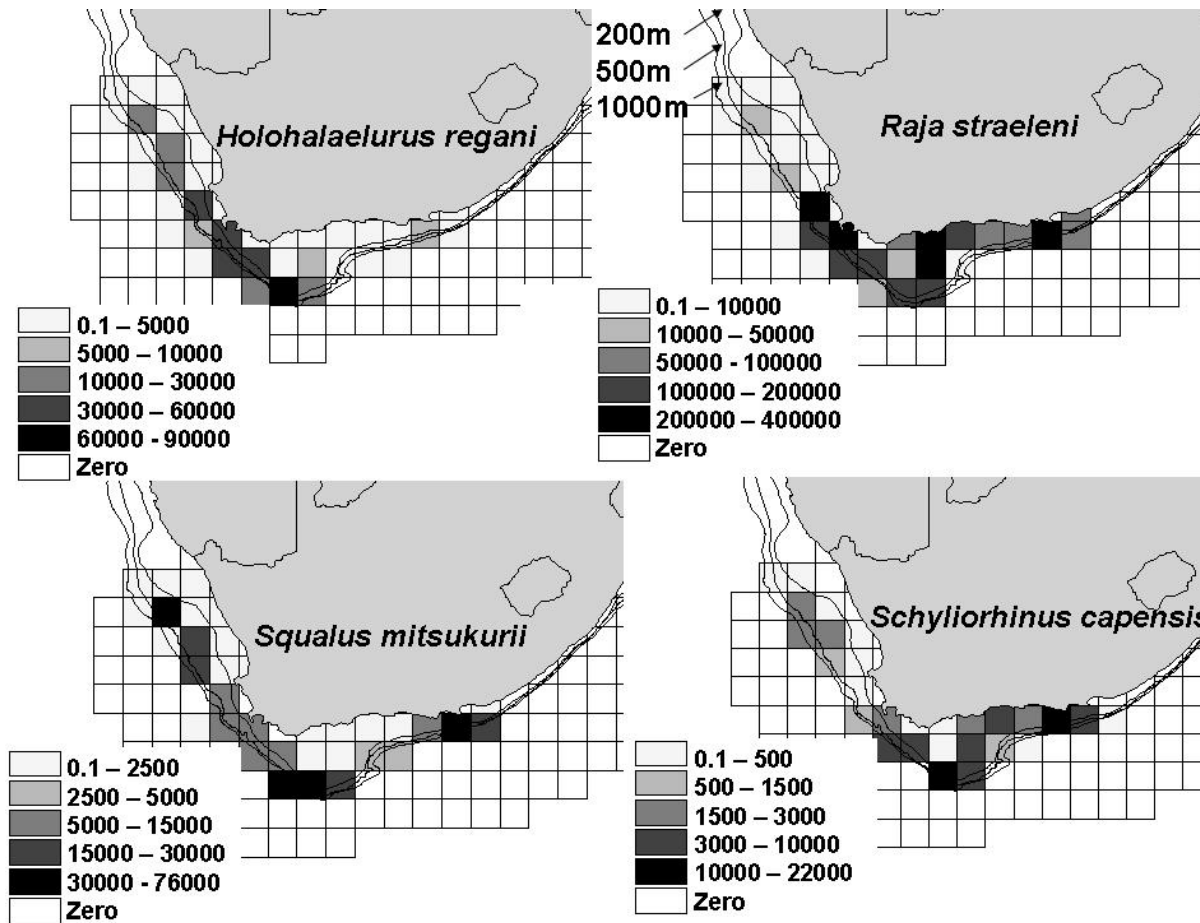 Holohalaelurus regani
0.1 – 5000
5000 – 10000
10000 – 30000
30000 – 60000
60000 - 90000
Zero
200m
500m
1000m
Raja straeleni
0.1 – 10000
10000 – 50000
50000 - 100000
100000 – 200000
200000 – 400000
Zero
Squalus mitsukurii
0.1 – 2500
2500 – 5000
5000 – 15000
15000 – 30000
30000 - 76000
Zero
Schyliorhinus capensis
0.1 – 500
500 – 1500
1500 – 3000
3000 – 10000
10000 – 22000
Zero